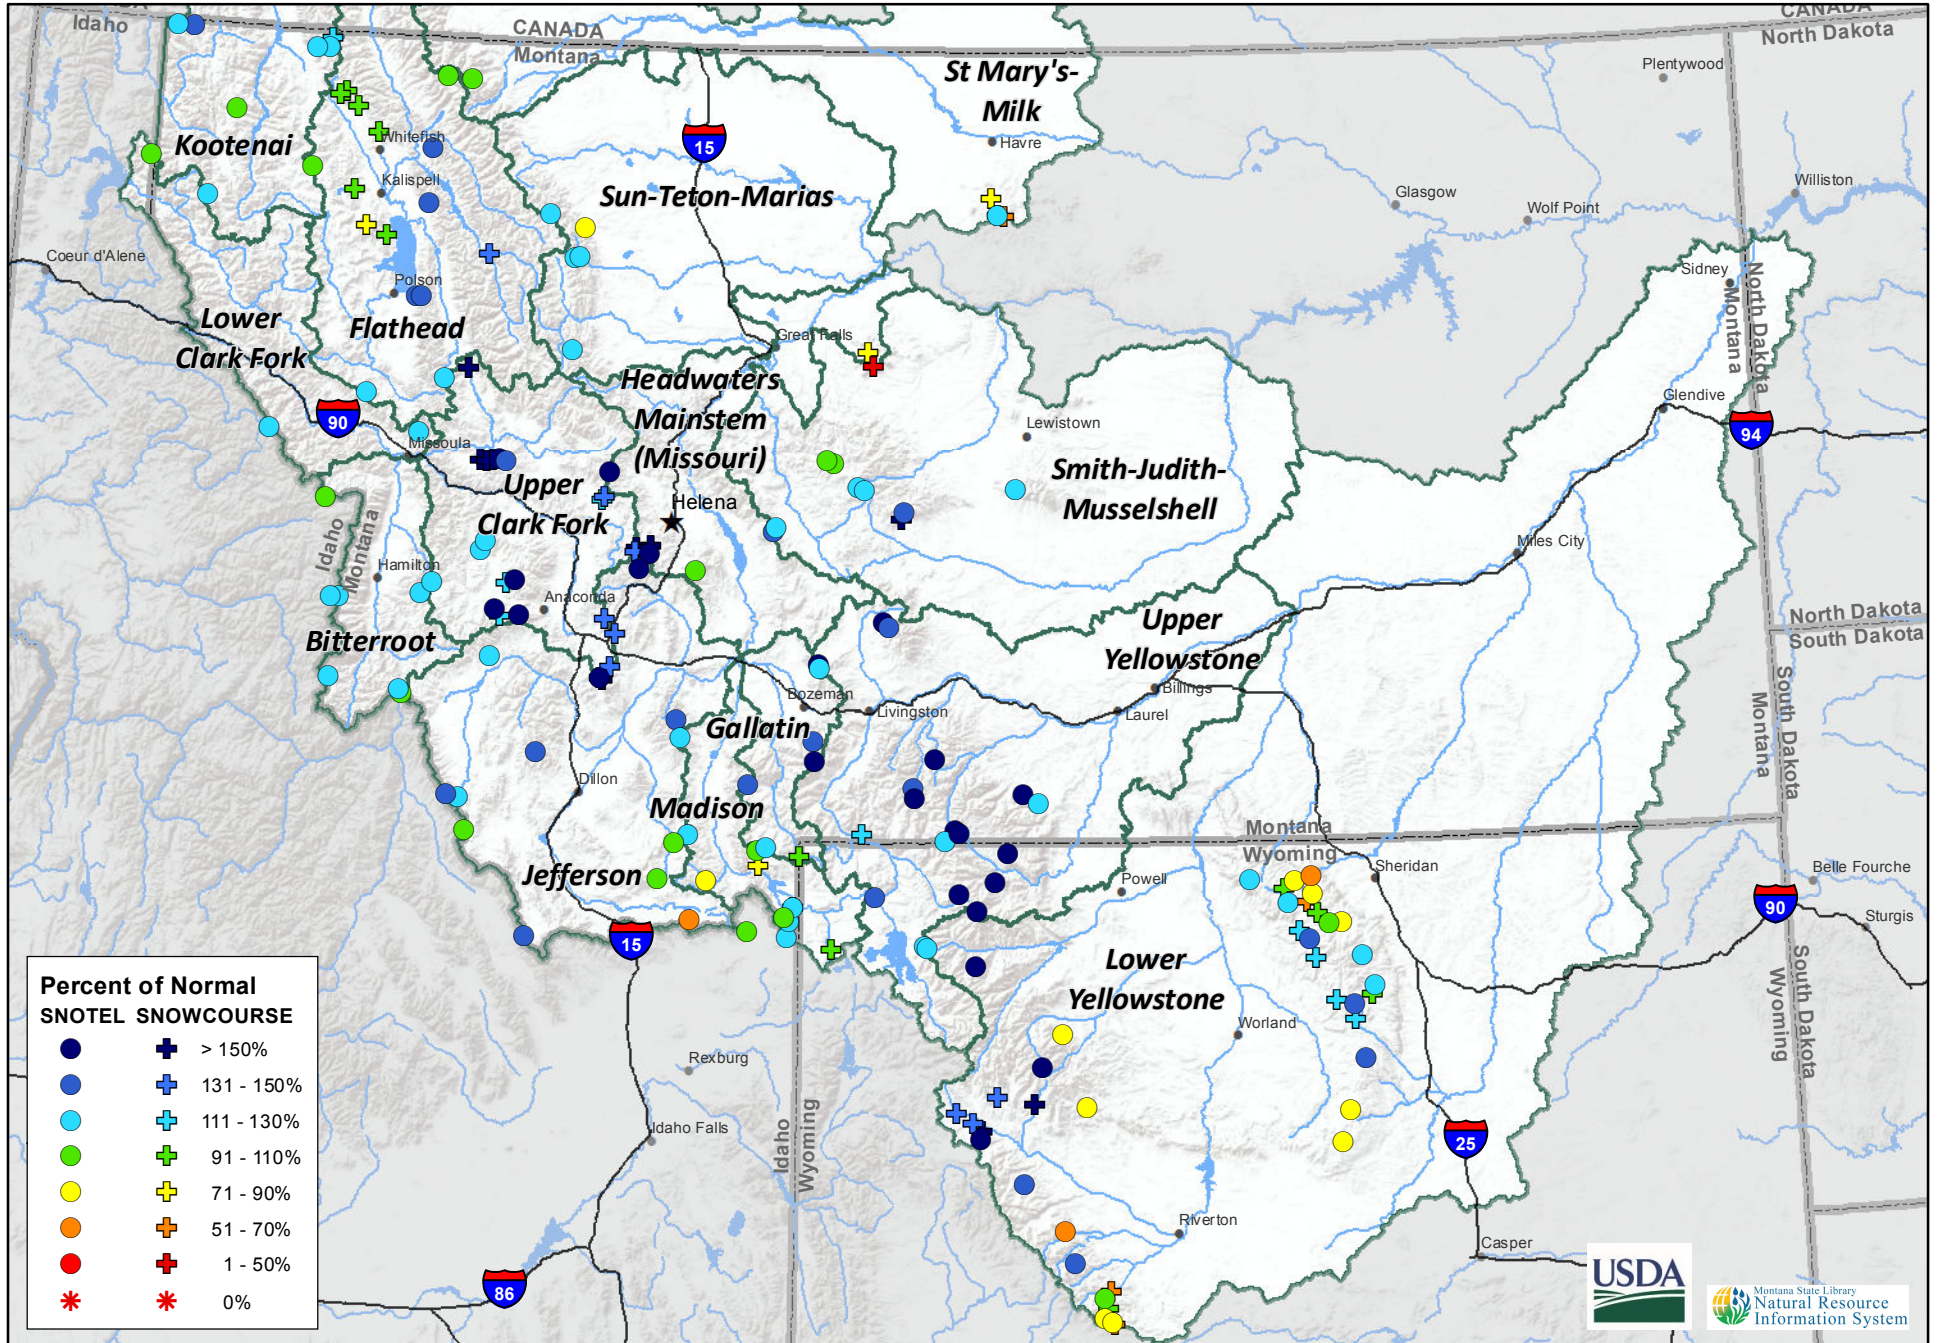 CANADA
Idaho
CANADA
Montana
CANADA
North Dakota
Plentywood
St Mary's-
Milk
Havre
15
Kootenai
Whitefish
Kalispell
Sun-Teton-Marias
Glasgow
Wolf Point
Williston
Coeur d'Alene
Polson
Sidney
North Dakota
Montana
Lower
Clark Fork
Flathead
Great Falls
Headwaters
Mainstem
(Missouri)
Glendive
90
94
Missoula
Lewistown
Upper
Clark Fork
Helena
Smith-Judith-
Musselshell
Idaho
Montana
Hamilton
Miles City
Anaconda
Bitterroot
Upper
Yellowstone
North Dakota
South Dakota
South Dakota
Montana
Bozeman
Livingston
Billings
Laurel
Gallatin
Dillon
Madison
Montana
Wyoming
Jefferson
Powell
Sheridan
Belle Fourche
90
Sturgis
15
Lower
Yellowstone
South Dakota
Wyoming
Worland
Rexburg
Idaho Falls
Idaho
Wyoming
25
Riverton
Casper
86
Percent of Normal
SNOTEL SNOWCOURSE
> 150%
131 - 150%
111 - 130%
91 - 110%
71 - 90%
51 - 70%
1 - 50%
0%
USDA
Montana State Library
Natural Resource
Information System